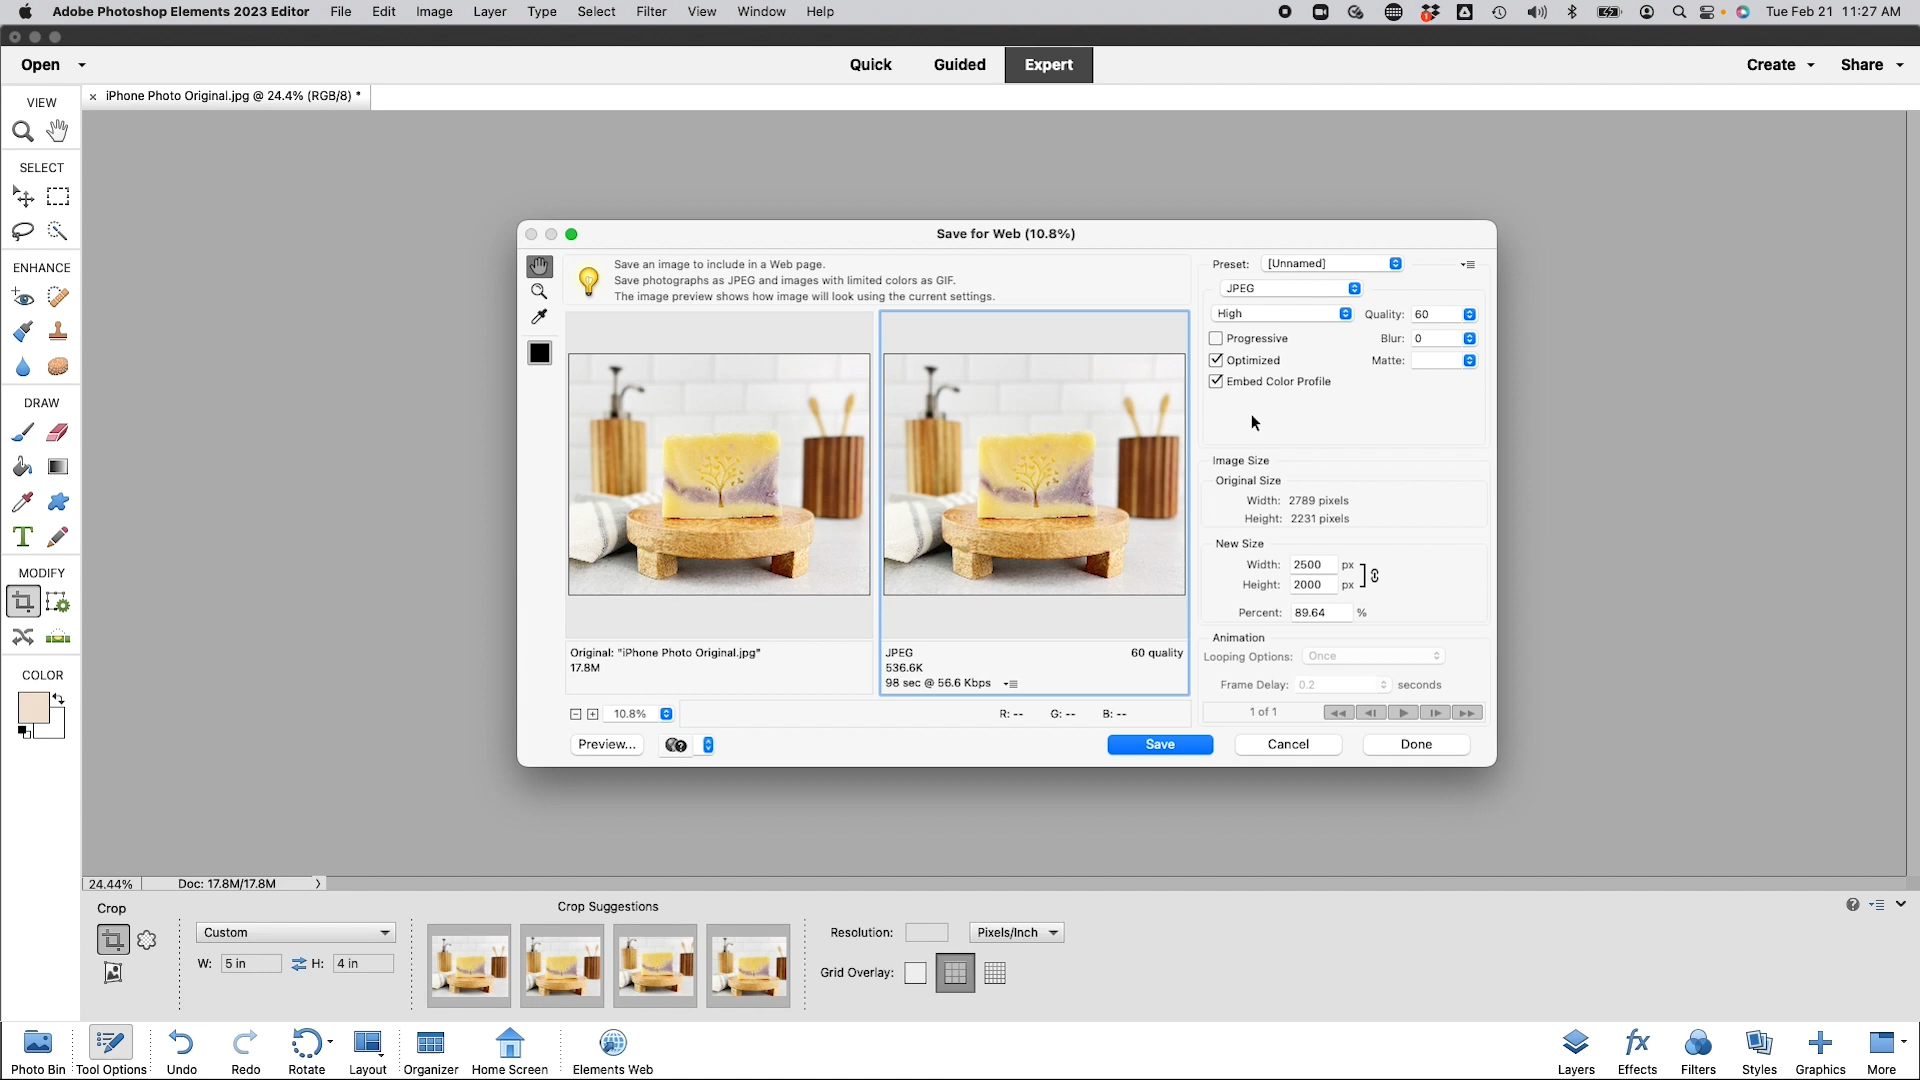 Adobe Photoshop Elements 2023 Editor File Edit Image Layer Type Select Filter View Window Help Tue Feb 21 11:27 AM
Open Quick Guided Expert Create Share
× iPhone Photo Original.jpg @ 24.4% (RGB/8) *
VIEW
SELECT
ENHANCE
DRAW
MODIFY
COLOR
Save for Web (10.8%)
Save an image to include in a Web page.
Save photographs as JPEG and images with limited colors as GIF.
The image preview shows how image will look using the current settings.
Preset: [Unnamed]
JPEG
High Quality: 60
Progressive Blur: 0
Optimized Matte:
Embed Color Profile
Image Size
Original Size
Width: 2789 pixels
Height: 2231 pixels
New Size
Width: 2500 px
Height: 2000 px
Percent: 89.64 %
Animation
Looping Options: Once
Frame Delay: 0.2 seconds
1 of 1
Original: "iPhone Photo Original.jpg"
17.8M
JPEG 60 quality
536.6K
98 sec @ 56.6 Kbps
10.8% R: -- G: -- B: --
Preview... Save Cancel Done
24.44% Doc: 17.8M/17.8M >
Crop
Custom
W: 5 in H: 4 in
Crop Suggestions
Resolution: Pixels/Inch
Grid Overlay:
Photo Bin Tool Options Undo Redo Rotate Layout Organizer Home Screen Elements Web Layers Effects Filters Styles Graphics More